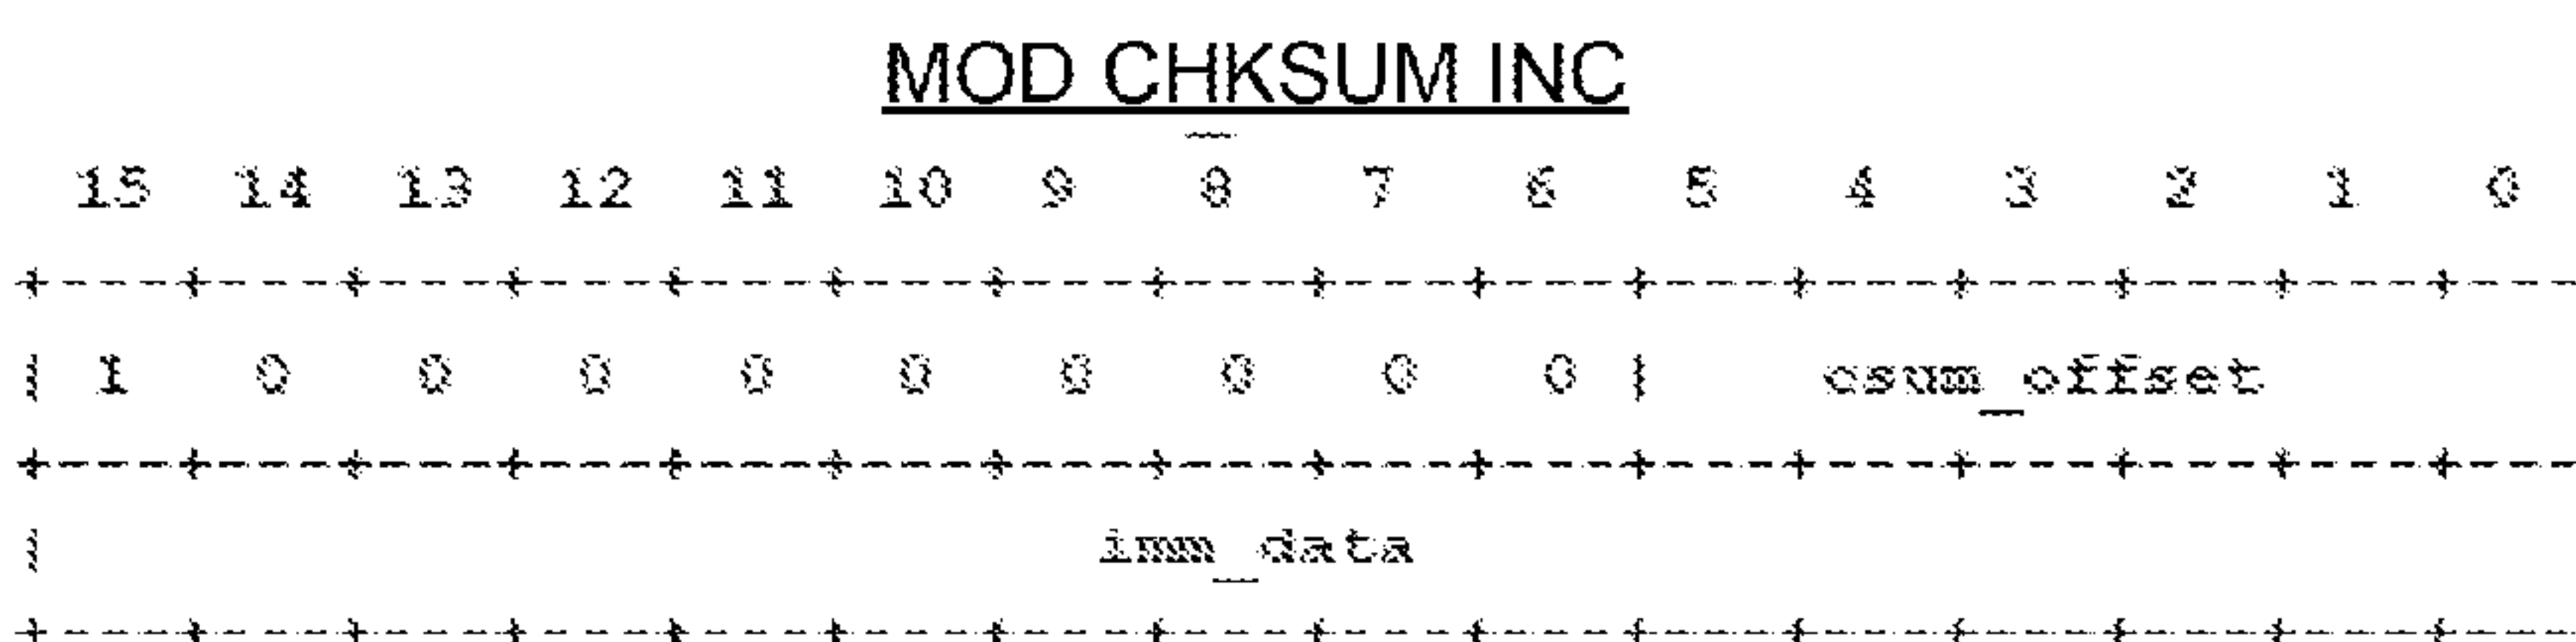 MOD CHKSUM INC
15 14 13 12 11 10 9 8 7 6 5 4 3 2 1 0
+----+----+----+----+----+----+----+----+----+----+----+----+----+----+----+----
| 1 0 0 0 0 0 0 0 0 0 | csum_offset
+----+----+----+----+----+----+----+----+----+----+----+----+----+----+----+----
| imm_data
+----+----+----+----+----+----+----+----+----+----+----+----+----+----+----+----